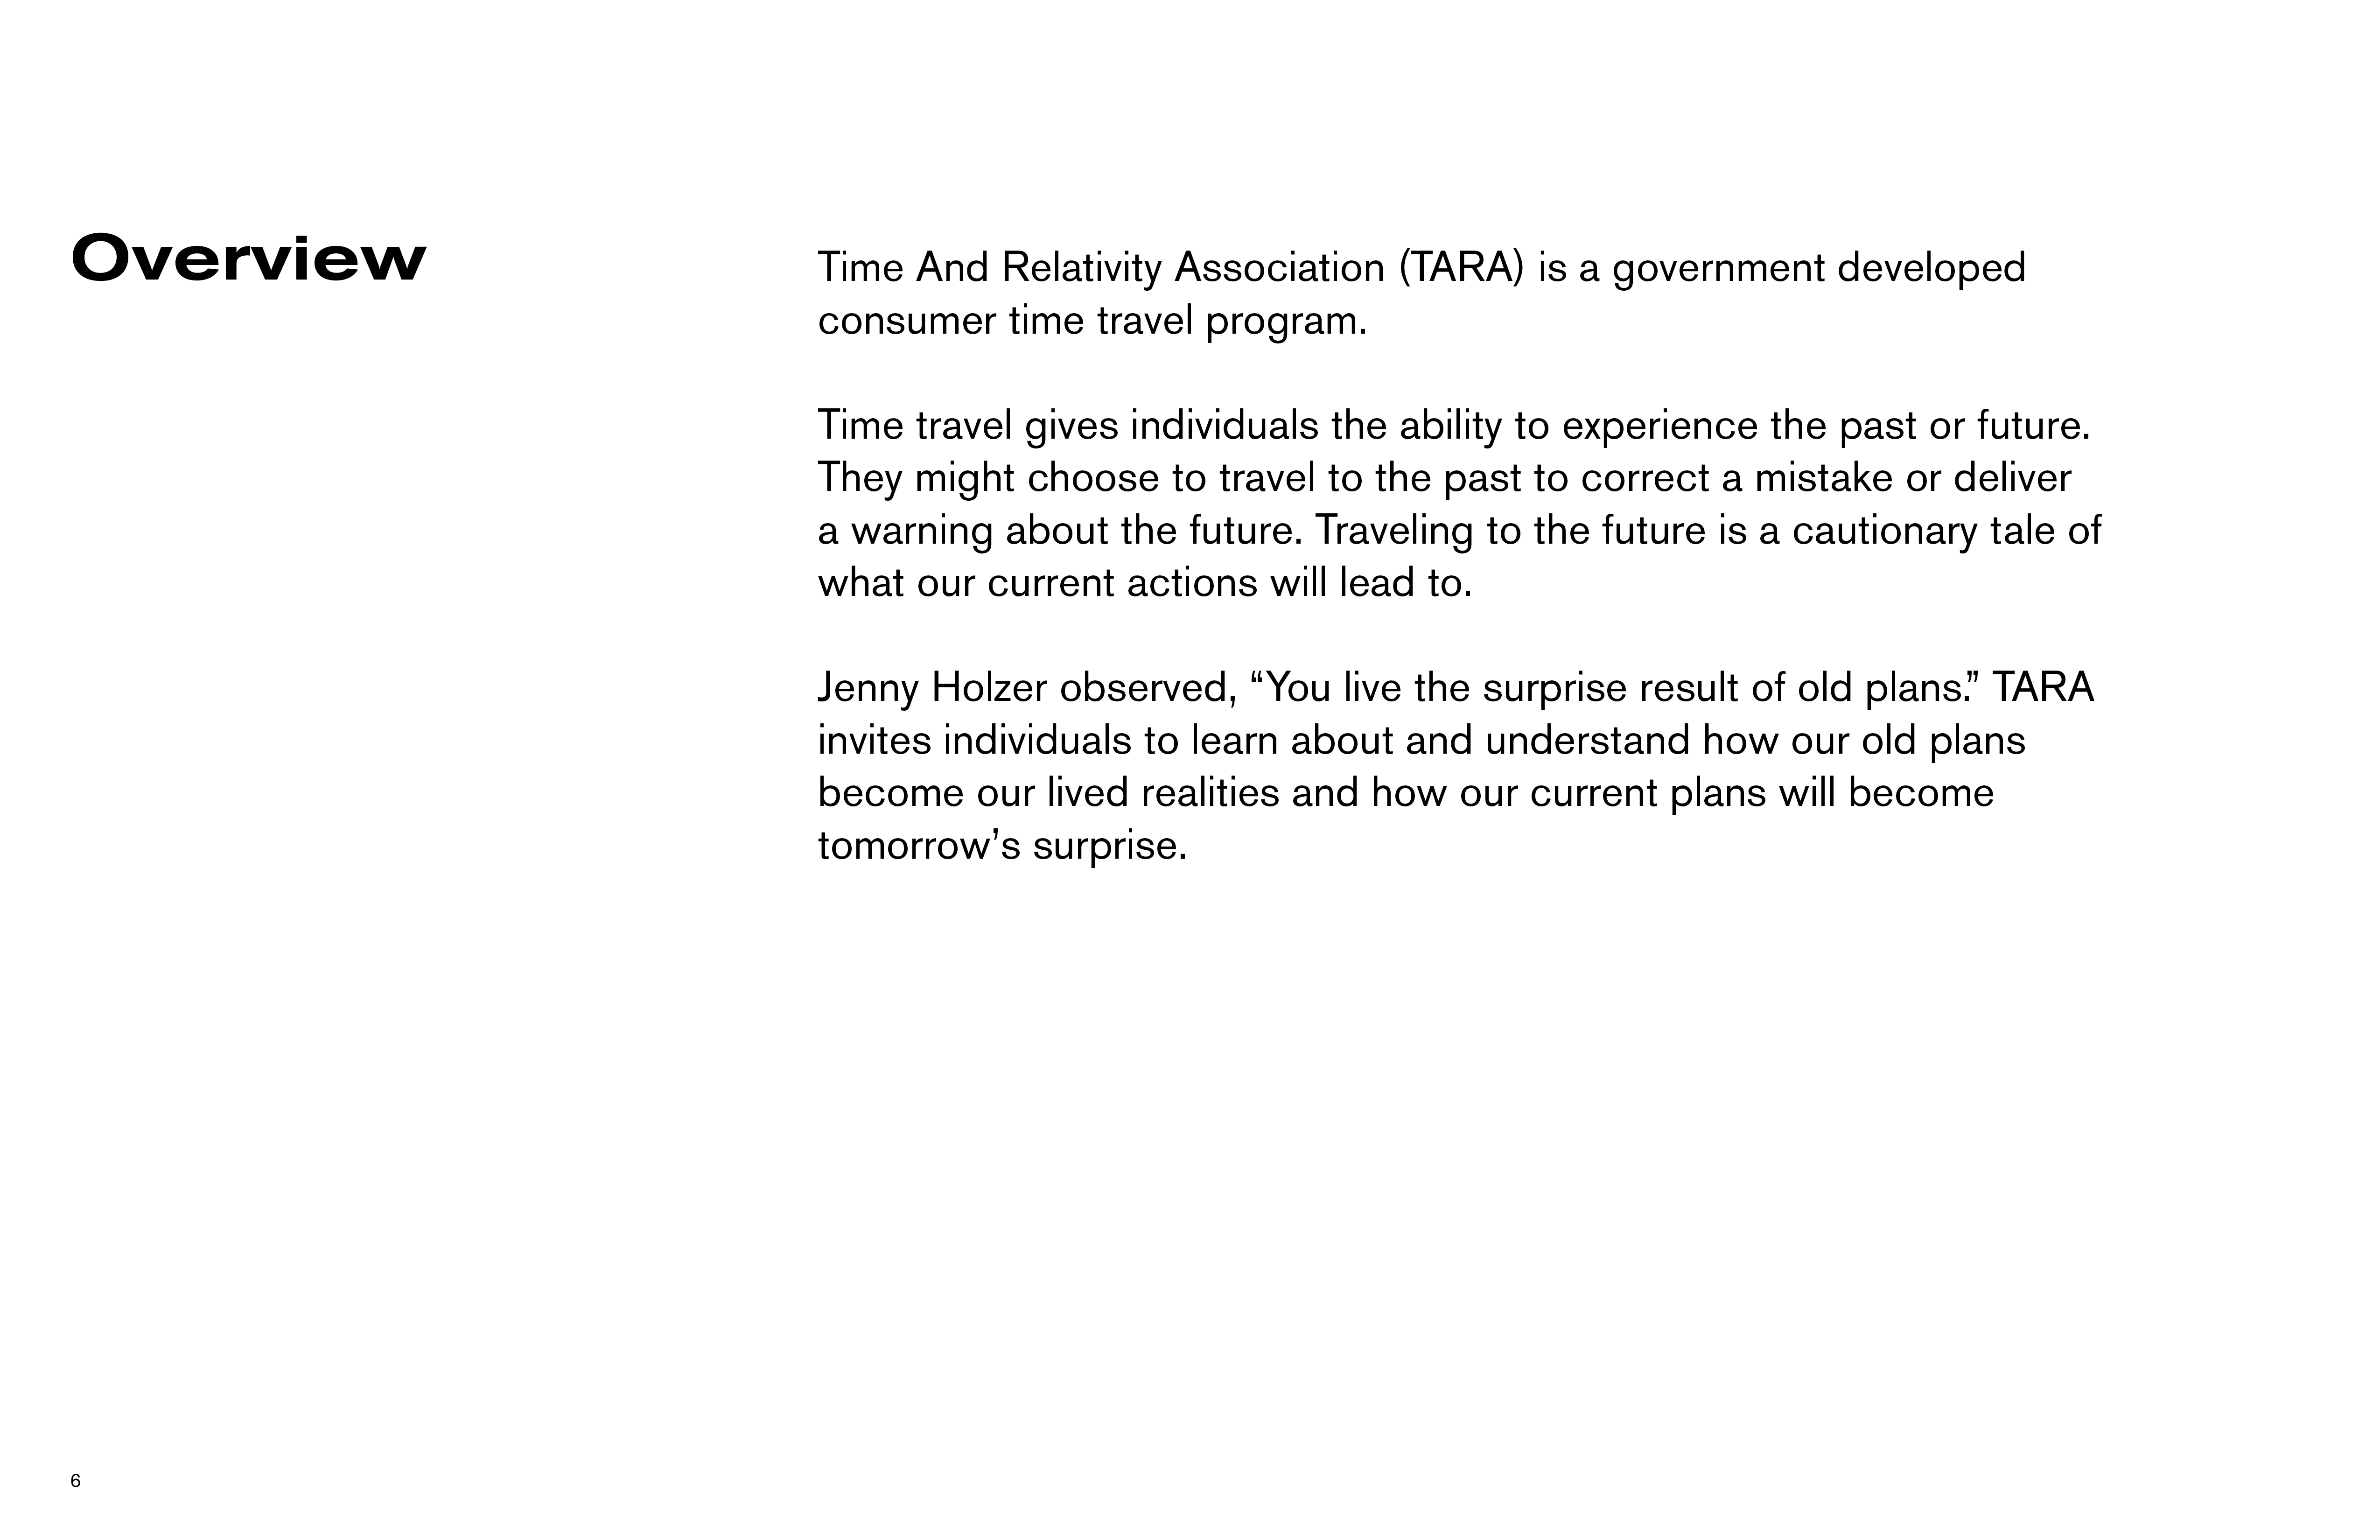 Overview
Time And Relativity Association (TARA) is a government developed
consumer time travel program.
Time travel gives individuals the ability to experience the past or future.
They might choose to travel to the past to correct a mistake or deliver
a warning about the future. Traveling to the future is a cautionary tale of
what our current actions will lead to.
Jenny Holzer observed, “You live the surprise result of old plans.” TARA
invites individuals to learn about and understand how our old plans
become our lived realities and how our current plans will become
tomorrow’s surprise.
6